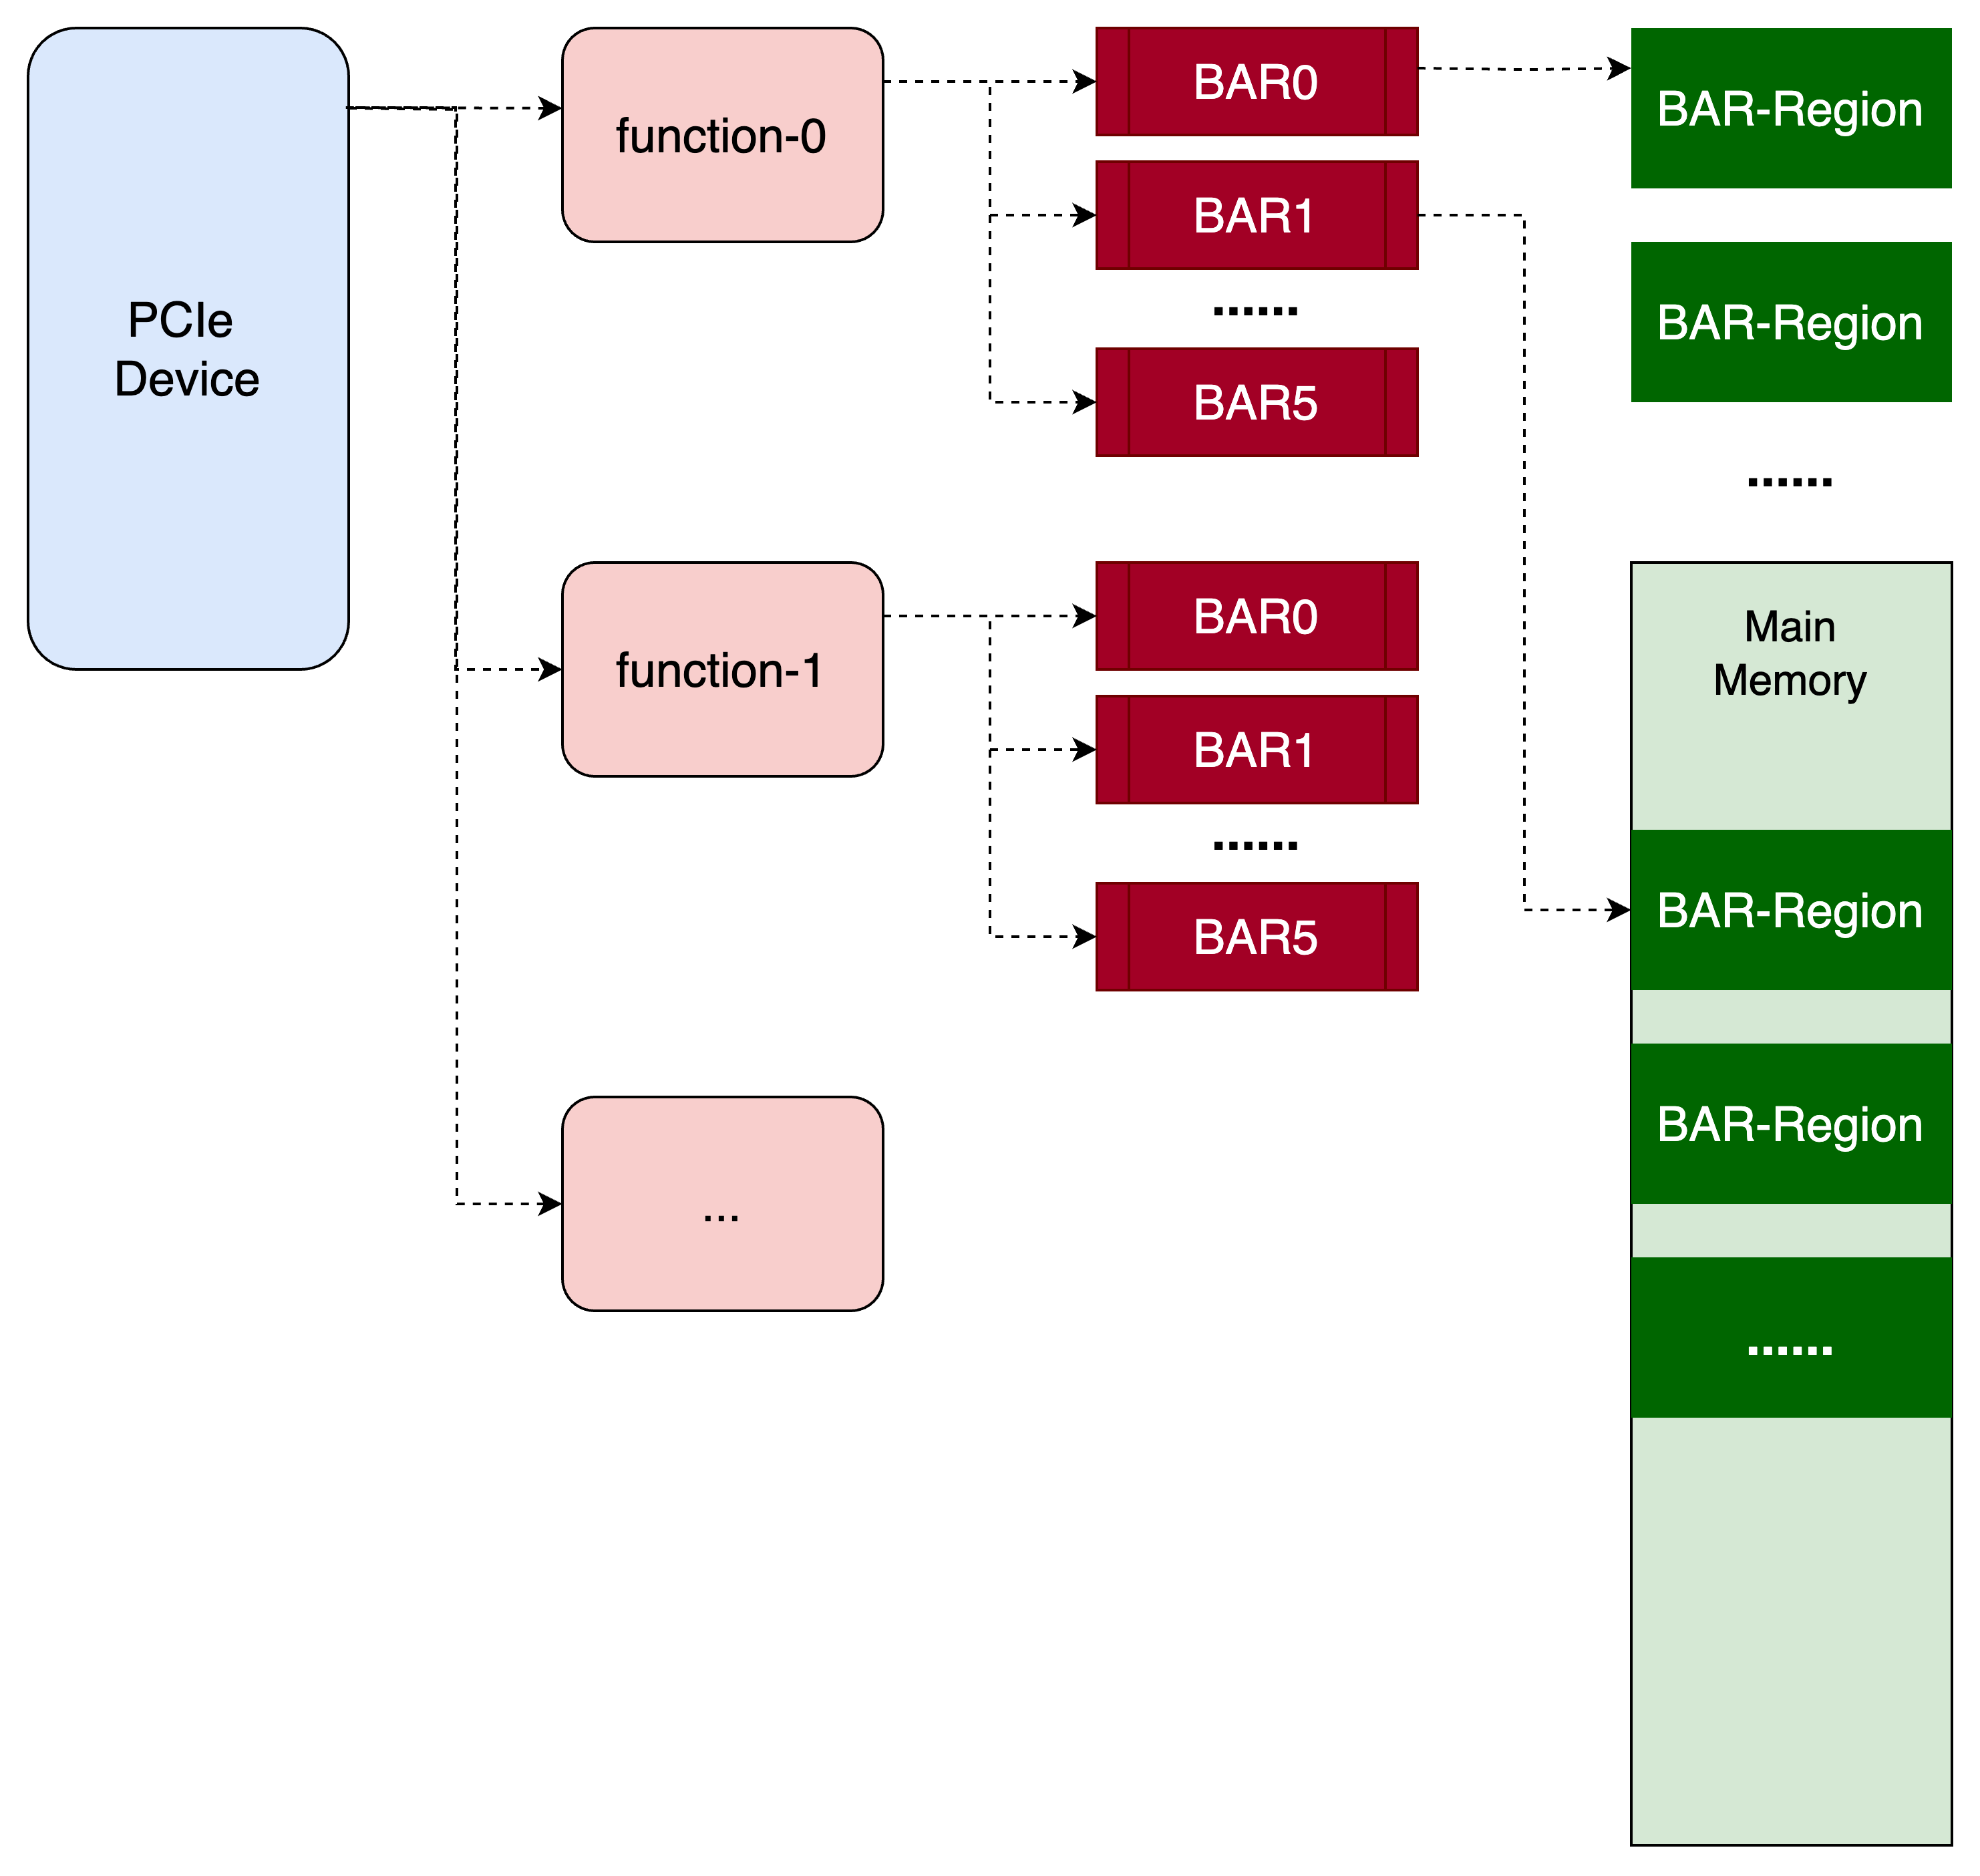 PCIe
Device
function-0
BAR0
BAR1
......
BAR5
function-1
BAR0
BAR1
......
BAR5
...
BAR-Region
BAR-Region
......
Main
Memory
BAR-Region
BAR-Region
......